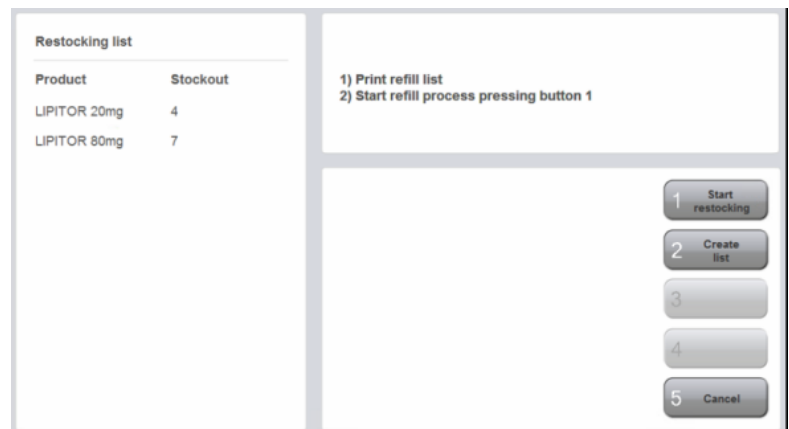 Restocking list
Product Stockout
LIPITOR 20mg 4
LIPITOR 80mg 7
1) Print refill list
2) Start refill process pressing button 1
1 Start
restocking
2 Create
list
3
4
5 Cancel